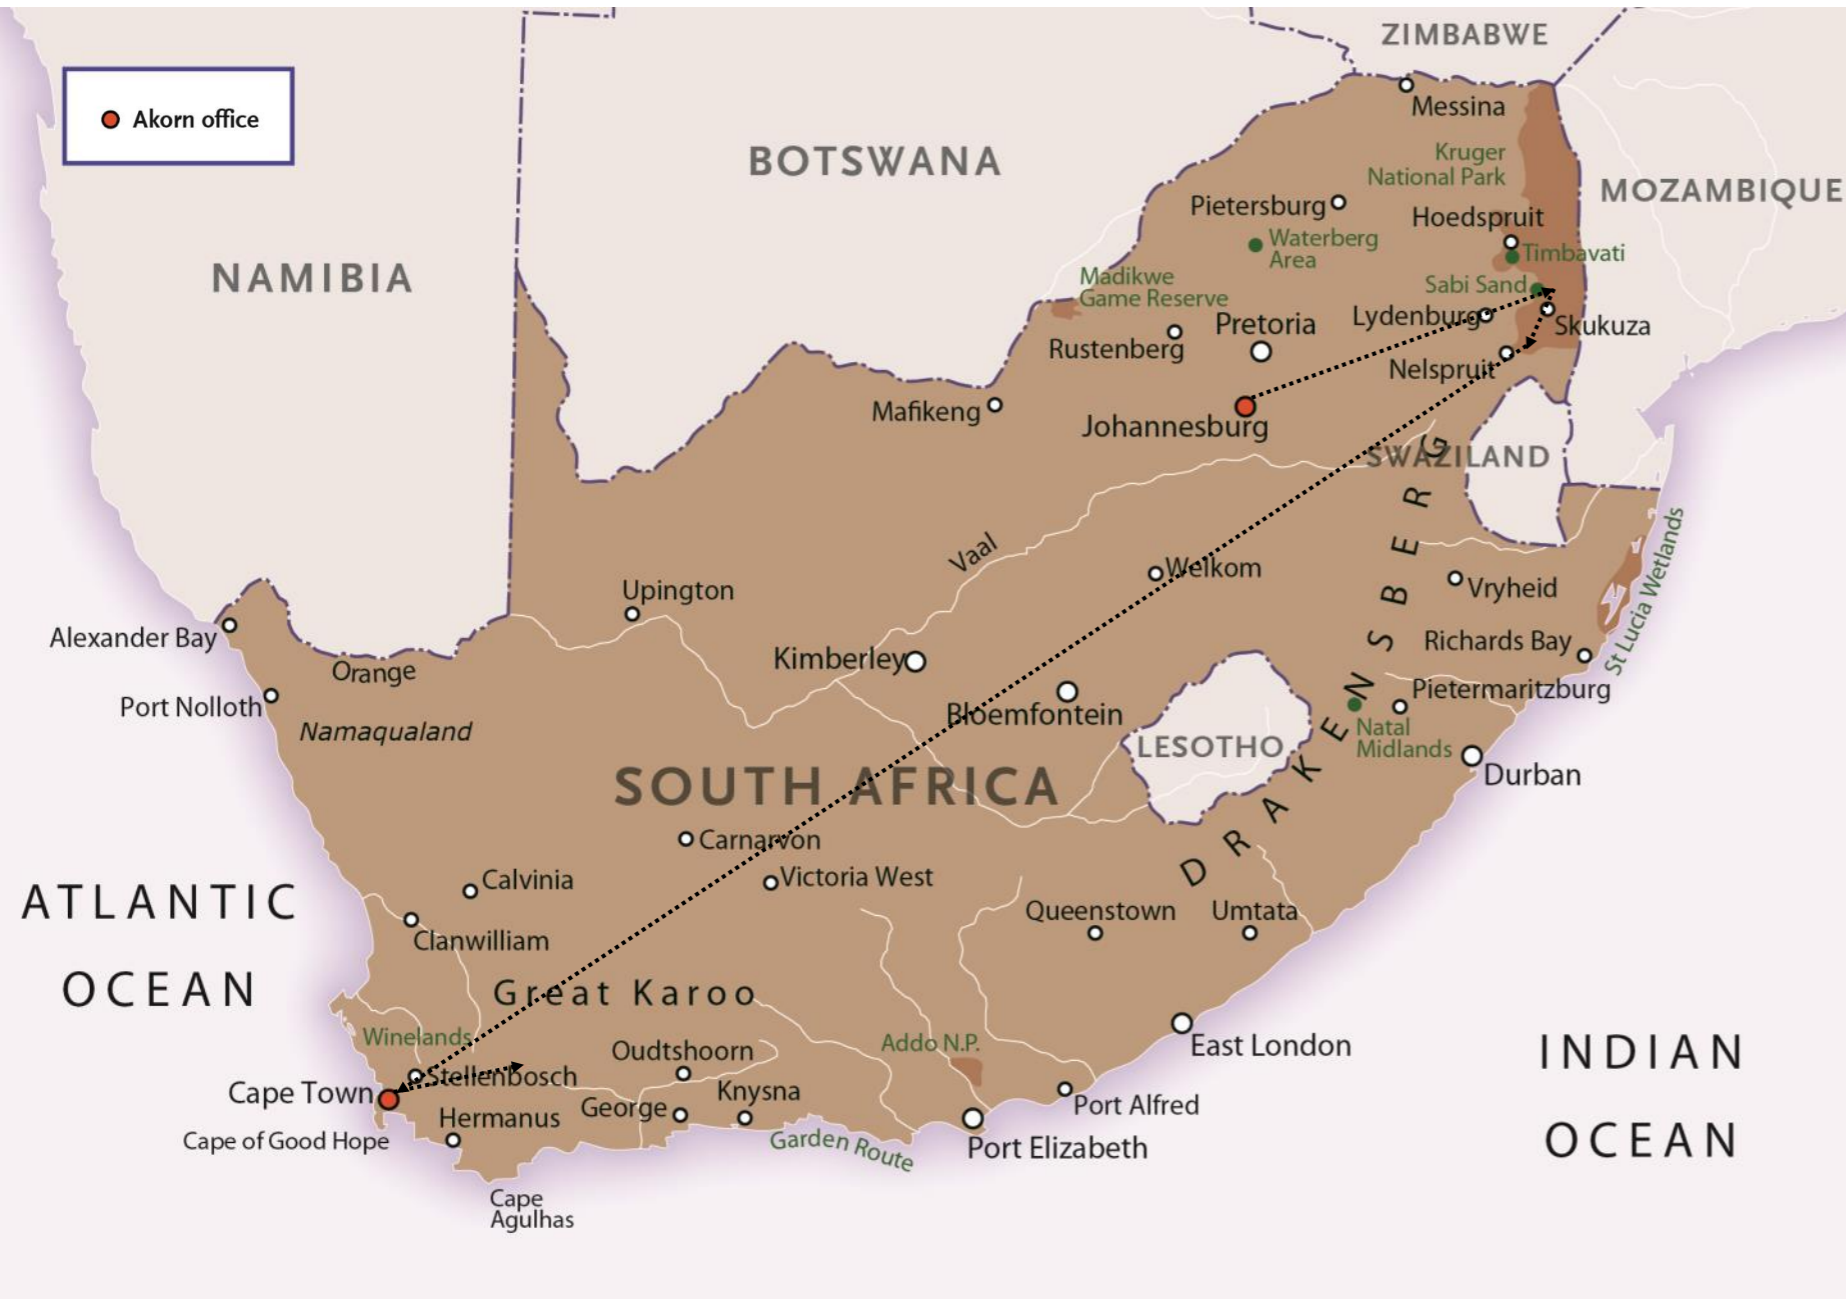 ZIMBABWE
Akorn office
Messina
BOTSWANA
Kruger
National Park
MOZAMBIQUE
Pietersburg
Hoedspruit
Waterberg
Area
Timbavati
NAMIBIA
Madikwe
Game Reserve
Sabi Sand
Lydenburg
Pretoria
Skukuza
Rustenberg
Nelspruit
Mafikeng
Johannesburg
SWAZILAND
DRAKENSBERG
Vaal
Welkom
Vryheid
St Lucia Wetlands
Upington
Alexander Bay
Richards Bay
Kimberley
Orange
Pietermaritzburg
Port Nolloth
Bloemfontein
Namaqualand
Natal
Midlands
LESOTHO
Durban
SOUTH AFRICA
Carnarvon
Calvinia
Victoria West
ATLANTIC
OCEAN
Queenstown
Umtata
Clanwilliam
Great Karoo
Winelands
Addo N.P.
East London
INDIAN
OCEAN
Oudtshoorn
Stellenbosch
Cape Town
Knysna
Port Alfred
George
Hermanus
Cape of Good Hope
Garden Route
Port Elizabeth
Cape
Agulhas